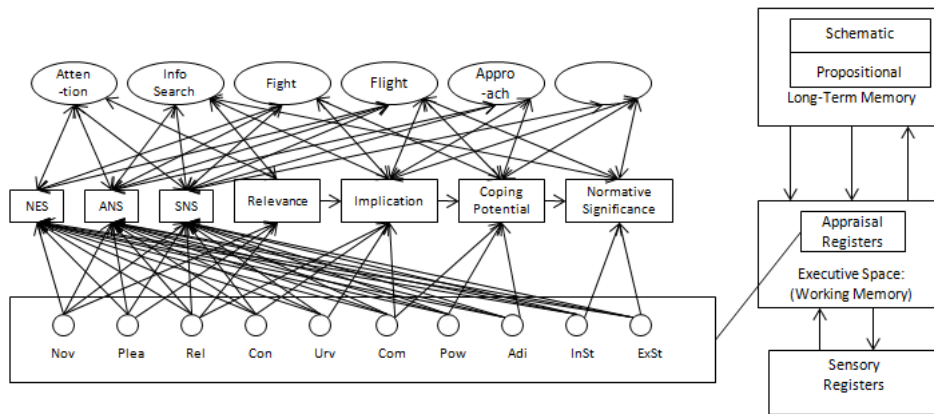 Atten
-tion
Info
Search
Fight
Flight
Appro
-ach
NES
ANS
SNS
Relevance
Implication
Coping
Potential
Normative
Significance
Nov
Plea
Rel
Con
Urv
Com
Pow
Adi
InSt
ExSt
Schematic
Propositional
Long-Term Memory
Appraisal
Registers
Executive Space:
(Working Memory)
Sensory
Registers